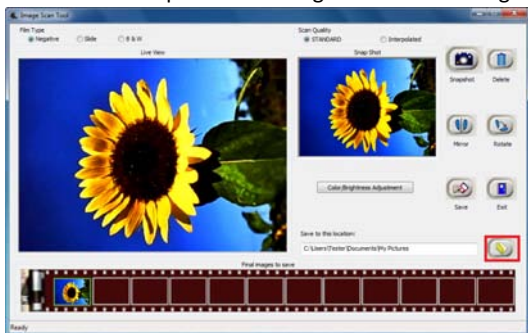 Image Scan Tool
Film Type
Negative
Slide
B & W
Scan Quality
STANDARD
Interpolated
Live View
Snap Shot
Snapshot
Delete
Mirror
Rotate
Color/Brightness Adjustment
Save
Exit
Save to this location:
C:\Users\Tester\Documents\My Pictures
Final images to save
Ready